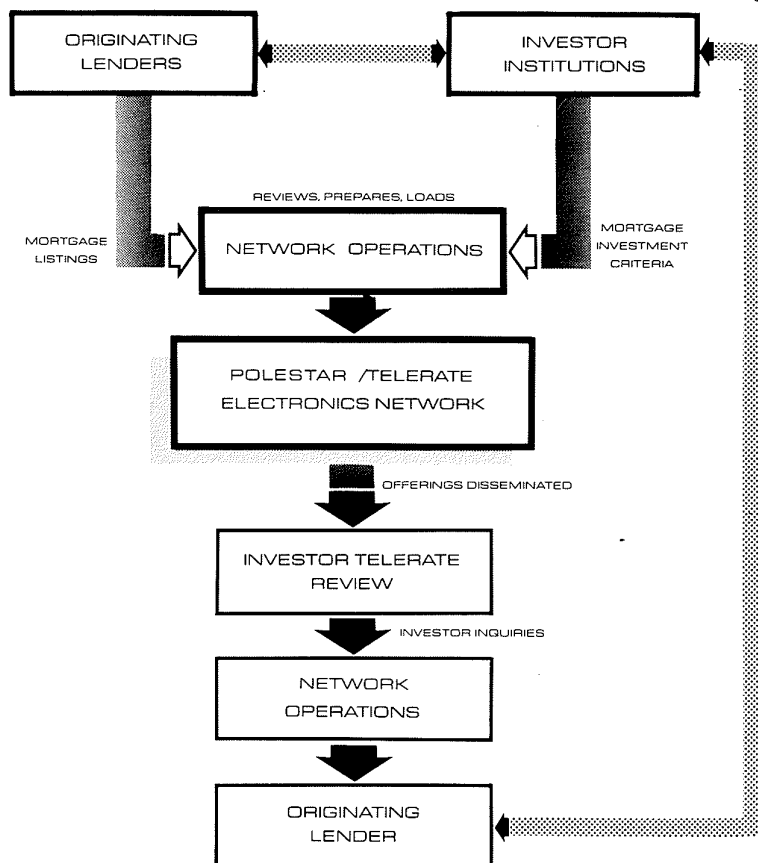 ORIGINATING
LENDERS
INVESTOR
INSTITUTIONS
REVIEWS, PREPARES, LOADS
MORTGAGE
LISTINGS
NETWORK OPERATIONS
MORTGAGE
INVESTMENT
CRITERIA
POLESTAR /TELERATE
ELECTRONICS NETWORK
OFFERINGS DISSEMINATED
INVESTOR TELERATE
REVIEW
INVESTOR INQUIRIES
NETWORK
OPERATIONS
ORIGINATING
LENDER